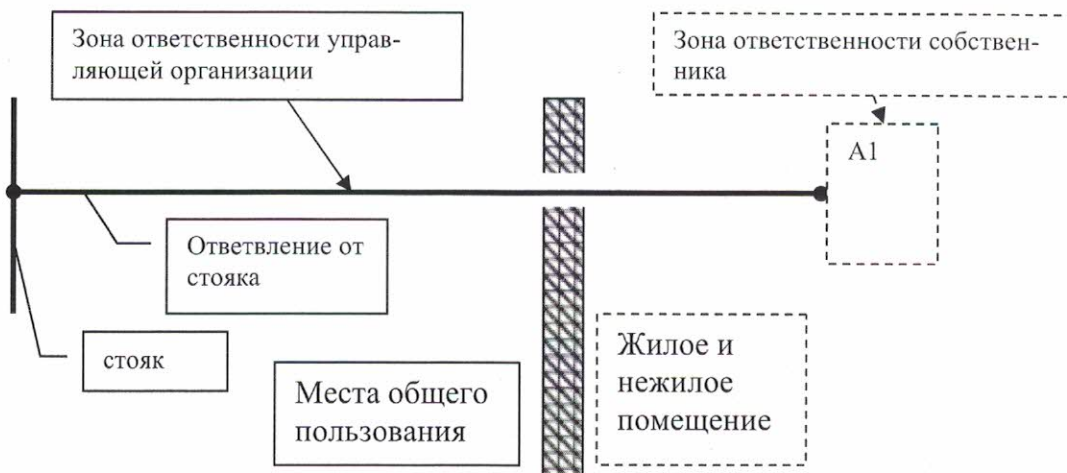 Зона ответственности управ-
ляющей организации
Зона ответственности собствен-
ника
А1
Ответвление от
стояка
стояк
Места общего
пользования
Жилое и
нежилое
помещение